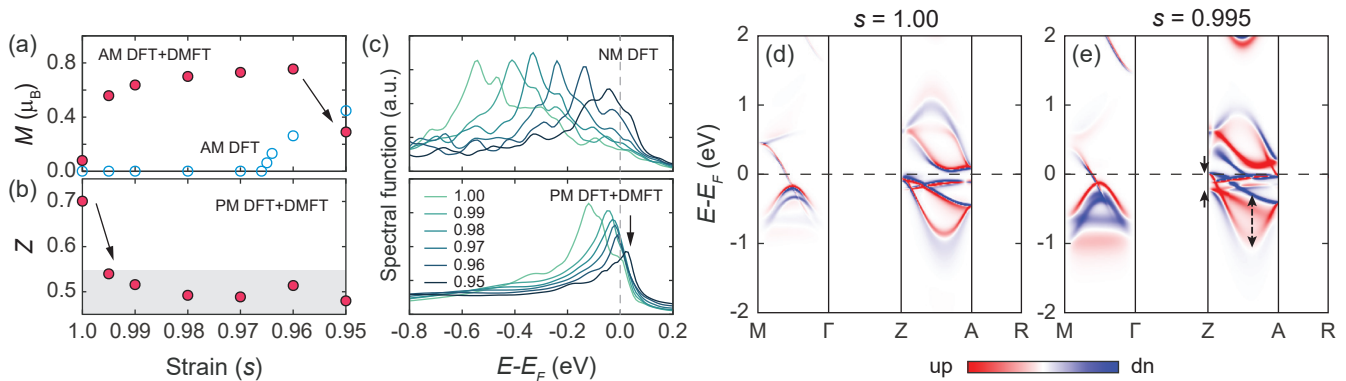 (a)
AM DFT+DMFT
0.8
0.4
0.0
M (μB)
AM DFT
(b)
PM DFT+DMFT
0.7
0.6
0.5
Z
1.0 0.99 0.98 0.97 0.96 0.95
Strain (s)
(c)
NM DFT
Spectral function (a.u.)
PM DFT+DMFT
1.00
0.99
0.98
0.97
0.96
0.95
-0.8 -0.6 -0.4 -0.2 0.0 0.2
E-EF (eV)
s = 1.00
(d)
2
1
0
-1
-2
E-EF (eV)
M Γ Z A R
s = 0.995
(e)
2
1
0
-1
-2
M Γ Z A R
up dn